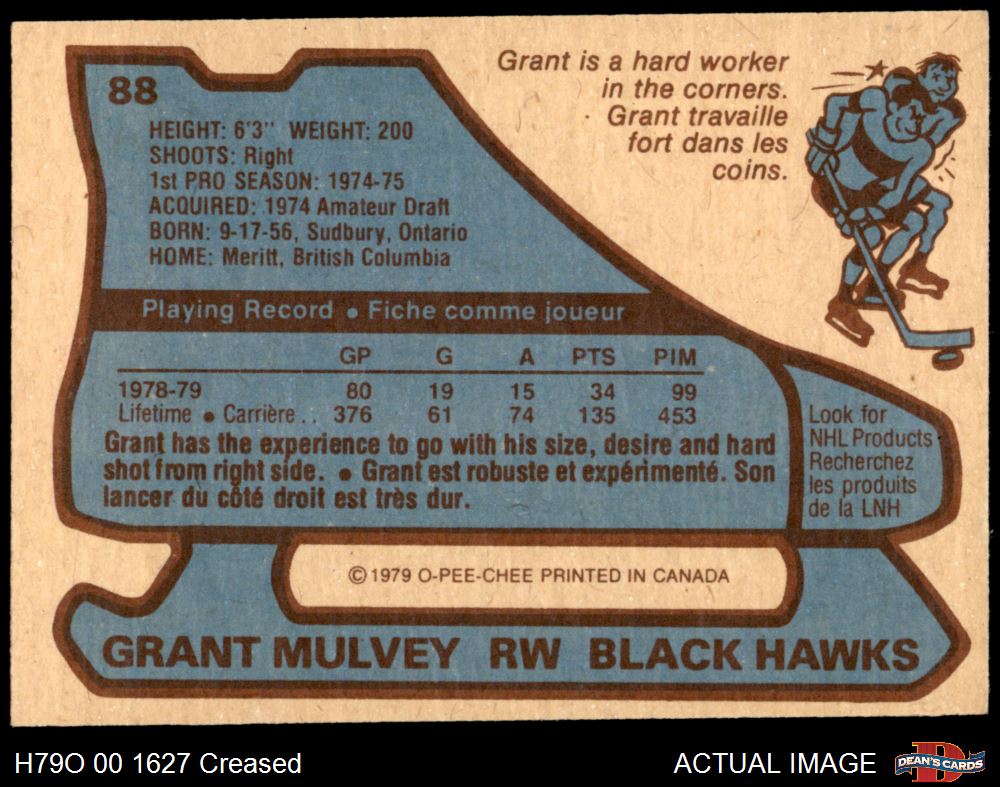 88
HEIGHT: 6'3" WEIGHT: 200
SHOOTS: Right
1st PRO SEASON: 1974-75
ACQUIRED: 1974 Amateur Draft
BORN: 9-17-56, Sudbury, Ontario
HOME: Meritt, British Columbia
Grant is a hard worker
in the corners.
Grant travaille
fort dans les
coins.
Playing Record • Fiche comme joueur
GP G A PTS PIM
1978-79 80 19 15 34 99
Lifetime • Carrière . . 376 61 74 135 453
Grant has the experience to go with his size, desire and hard
shot from right side. • Grant est robuste et expérimenté. Son
lancer du côté droit est très dur.
Look for
NHL Products
Recherchez
les produits
de la LNH
© 1979 O-PEE-CHEE PRINTED IN CANADA
GRANT MULVEY RW BLACK HAWKS
H79O 00 1627 Creased
ACTUAL IMAGE
DEAN'S CARDS